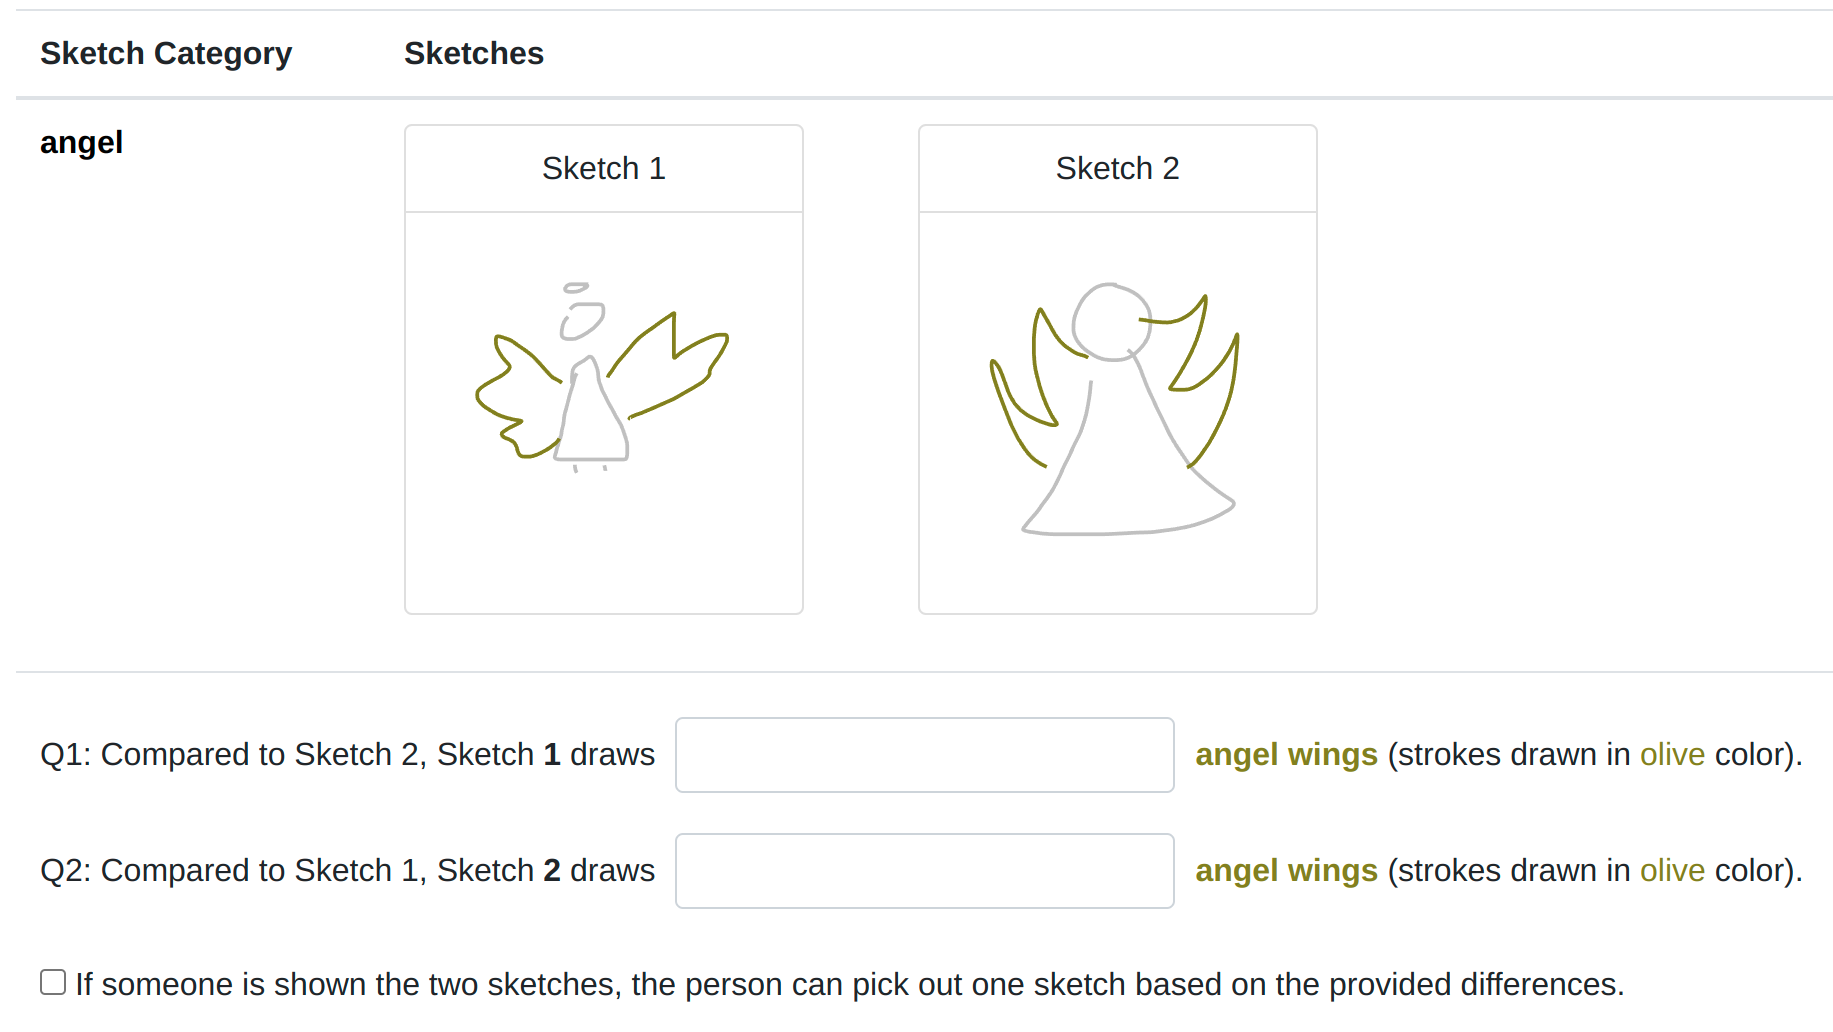 Sketch Category Sketches
angel
Sketch 1
Sketch 2
Q1: Compared to Sketch 2, Sketch 1 draws angel wings (strokes drawn in olive color).
Q2: Compared to Sketch 1, Sketch 2 draws angel wings (strokes drawn in olive color).
If someone is shown the two sketches, the person can pick out one sketch based on the provided differences.